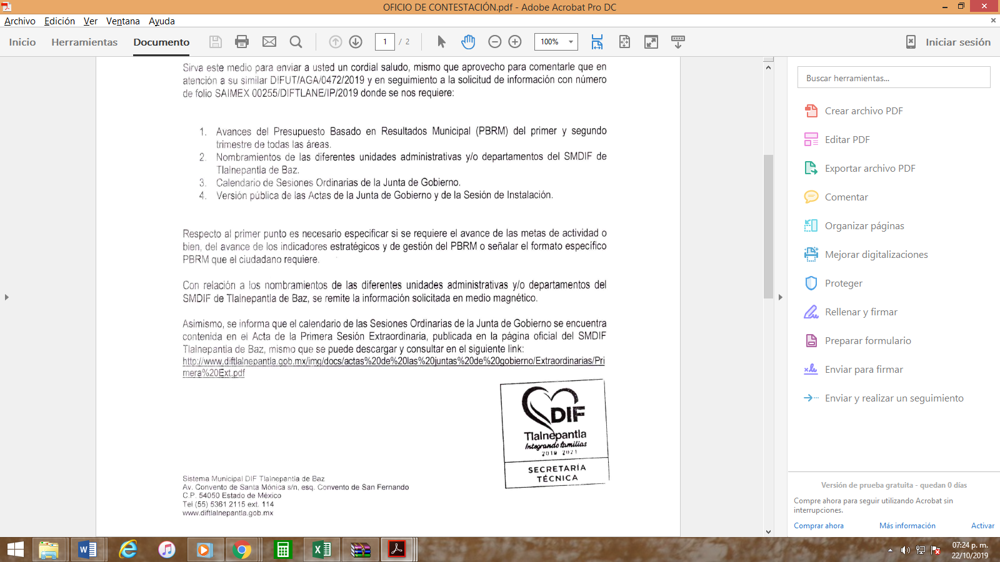 OFICIO DE CONTESTACIÓN.pdf - Adobe Acrobat Pro DC
Archivo Edición Ver Ventana Ayuda
Inicio Herramientas Documento 1 / 2 100% Iniciar sesión
Sirva este medio para enviar a usted un cordial saludo, mismo que aprovecho para comentarle que en
atención a su similar DIFUT/AGA/0472/2019 y en seguimiento a la solicitud de información con número
de folio SAIMEX 00255/DIFTLANE/IP/2019 donde se nos requiere:
1. Avances del Presupuesto Basado en Resultados Municipal (PBRM) del primer y segundo
trimestre de todas las áreas.
2. Nombramientos de las diferentes unidades administrativas y/o departamentos del SMDIF de
Tlalnepantla de Baz.
3. Calendario de Sesiones Ordinarias de la Junta de Gobierno.
4. Versión pública de las Actas de la Junta de Gobierno y de la Sesión de Instalación.
Respecto al primer punto es necesario especificar si se requiere el avance de las metas de actividad o
bien, del avance de los indicadores estratégicos y de gestión del PBRM o señalar el formato específico
PBRM que el ciudadano requiere.
Con relación a los nombramientos de las diferentes unidades administrativas y/o departamentos del
SMDIF de Tlalnepantla de Baz, se remite la información solicitada en medio magnético.
Asimismo, se informa que el calendario de las Sesiones Ordinarias de la Junta de Gobierno se encuentra
contenida en el Acta de la Primera Sesión Extraordinaria, publicada en la página oficial del SMDIF
Tlalnepantla de Baz, mismo que se puede descargar y consultar en el siguiente link:
http://www.diftlalnepantla.gob.mx/img/docs/actas%20de%20las%20juntas%20de%20gobierno/Extraordinarias/Pri
mera%20Ext.pdf
DIF
Tlalnepantla
Integrando familias
2019 2021
SECRETARÍA
TÉCNICA
Sistema Municipal DIF Tlalnepantla de Baz
Av. Convento de Santa Mónica s/n, esq. Convento de San Fernando
C.P. 54050 Estado de México
Tel (55) 5361 2115 ext. 114
www.diftlalnepantla.gob.mx
Buscar herramientas...
Crear archivo PDF
Editar PDF
Exportar archivo PDF
Comentar
Organizar páginas
Mejorar digitalizaciones
Proteger
Rellenar y firmar
Preparar formulario
Enviar para firmar
Enviar y realizar un seguimiento
Versión de prueba gratuita - quedan 0 días
Compre ahora para seguir utilizando Acrobat sin
interrupciones.
Comprar ahora Más información Activar
07:24 p. m.
22/10/2019